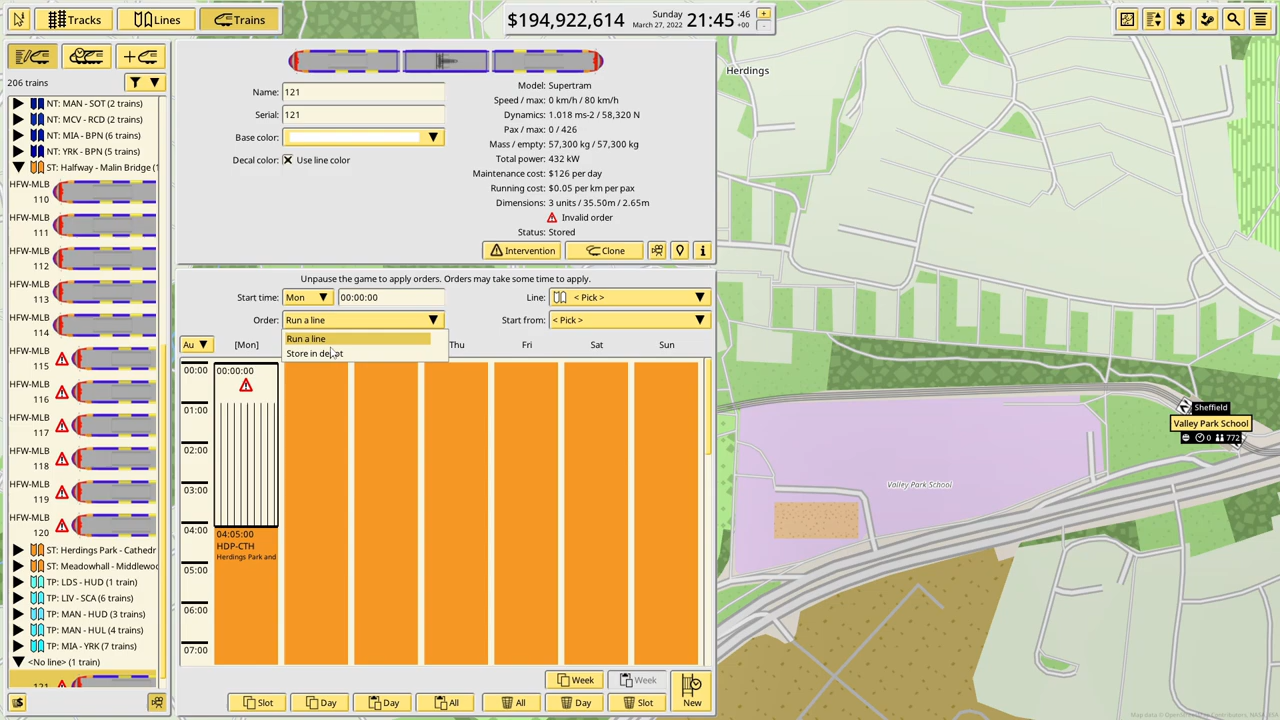 Tracks
Lines
Trains
$194,922,614
Sunday
March 27, 2022
21:45
:46
+00
206 trains
NT: MAN - SOT (2 trains)
NT: MCV - RCD (2 trains)
NT: MIA - BPN (6 trains)
NT: YRK - BPN (5 trains)
ST: Halfway - Malin Bridge (1
HFW-MLB
110
HFW-MLB
111
HFW-MLB
112
HFW-MLB
113
HFW-MLB
114
HFW-MLB
115
HFW-MLB
116
HFW-MLB
117
HFW-MLB
118
HFW-MLB
119
HFW-MLB
120
ST: Herdings Park - Cathedr
ST: Meadowhall - Middlewoo
TP: LDS - HUD (1 train)
TP: LIV - SCA (6 trains)
TP: MAN - HUD (3 trains)
TP: MAN - HUL (4 trains)
TP: MIA - YRK (7 trains)
<No line> (1 train)
121
Name: 121
Serial: 121
Base color:
Decal color: Use line color
Model: Supertram
Speed / max: 0 km/h / 80 km/h
Dynamics: 1.018 ms-2 / 58,320 N
Pax / max: 0 / 426
Mass / empty: 57,300 kg / 57,300 kg
Total power: 432 kW
Maintenance cost: $126 per day
Running cost: $0.05 per km per pax
Dimensions: 3 units / 35.50m / 2.65m
Invalid order
Status: Stored
Intervention
Clone
Unpause the game to apply orders. Orders may take some time to apply.
Start time: Mon 00:00:00
Line: < Pick >
Order: Run a line
Start from: < Pick >
Run a line
Store in depot
Au
[Mon]
Thu
Fri
Sat
Sun
00:00
01:00
02:00
03:00
04:00
05:00
06:00
07:00
00:00:00
04:05:00
HDP-CTH
Herdings Park and
Week
Week
Slot
Day
Day
All
All
Day
Slot
New
Herdings
Sheffield
Valley Park School
0 772
Valley Park School